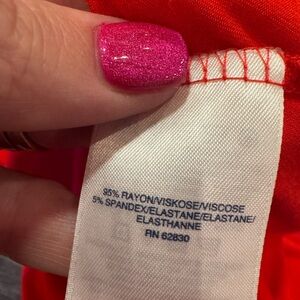 95% RAYON/VISKOSE/VISCOSE
5% SPANDEX/ELASTANE/ELASTANE/
ELASTHANNE
RN 62830